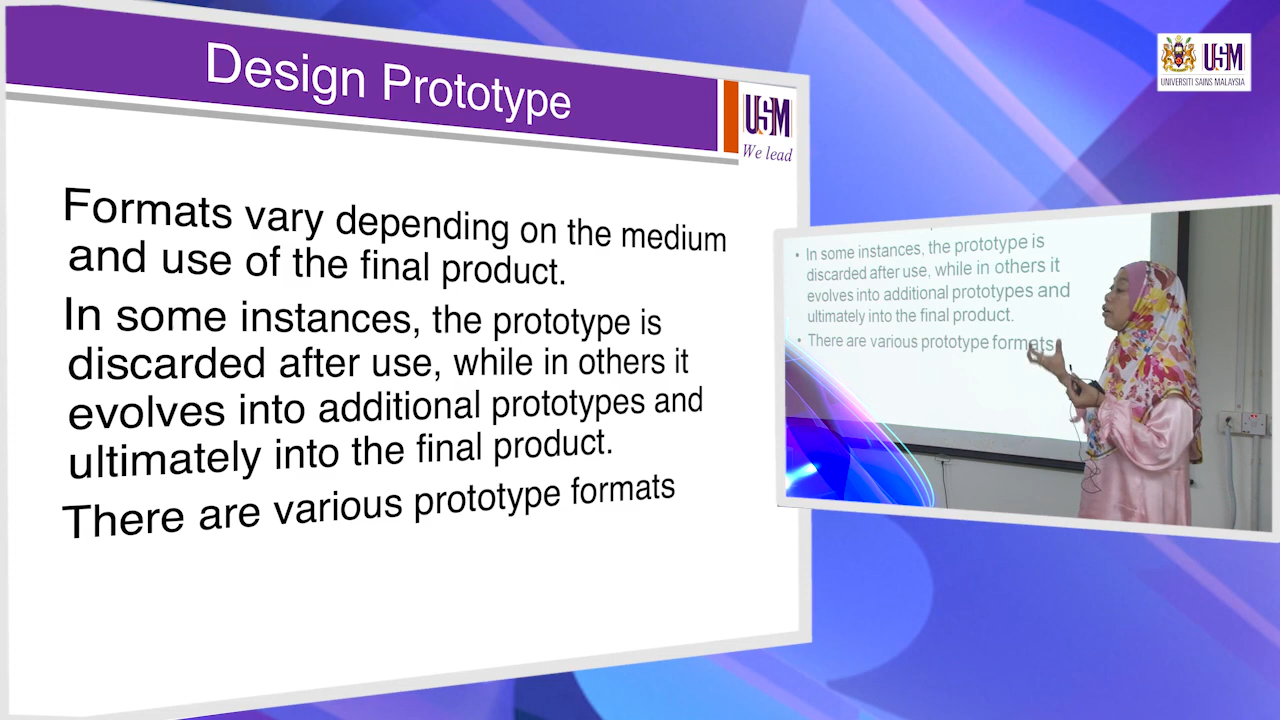 Design Prototype
USM
We lead
Formats vary depending on the medium
and use of the final product.
In some instances, the prototype is
discarded after use, while in others it
evolves into additional prototypes and
ultimately into the final product.
There are various prototype formats
USM
UNIVERSITI SAINS MALAYSIA
• In some instances, the prototype is
discarded after use, while in others it
evolves into additional prototypes and
ultimately into the final product.
• There are various prototype formats